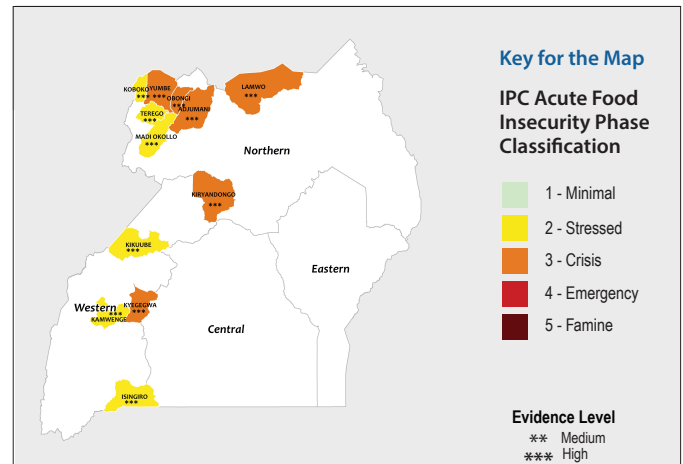 KOBOKO
***
YUMBE
***
OBONGI
***
ADJUMANI
***
LAMWO
***
TEREGO
***
MADI OKOLLO
***
Northern
KIRYANDONGO
***
KIKUUBE
***
Eastern
Western
KYEGEGWA
***
***
KAMWENGE
Central
ISINGIRO
***
Key for the Map
IPC Acute Food
Insecurity Phase
Classification
1 - Minimal
2 - Stressed
3 - Crisis
4 - Emergency
5 - Famine
Evidence Level
** Medium
*** High